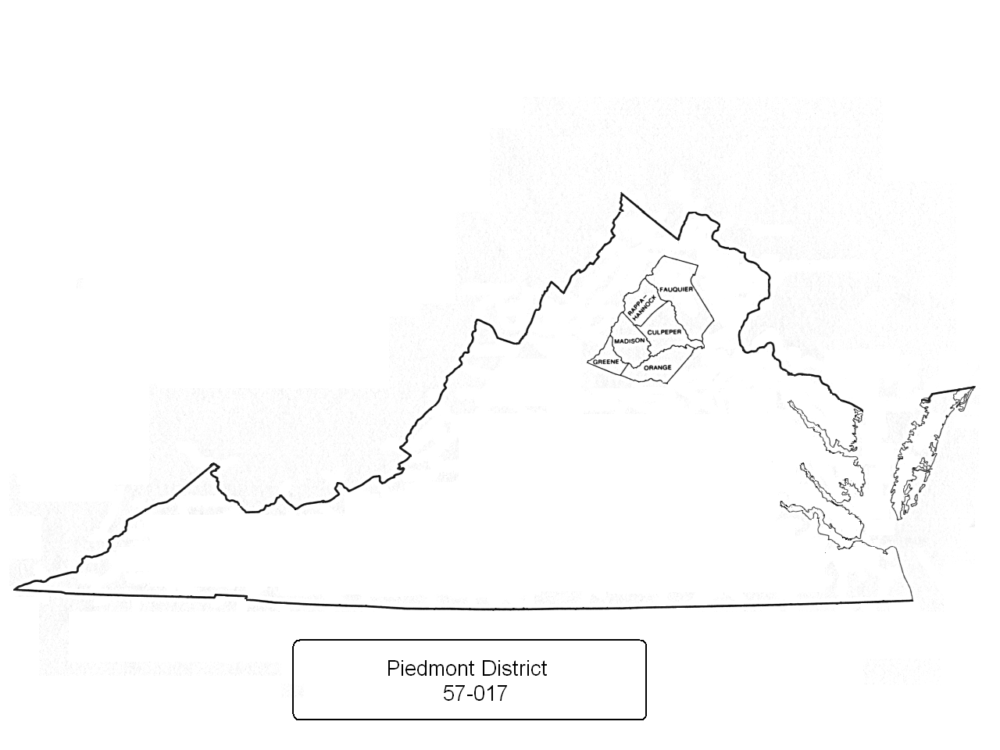 FAUQUIER
RAPPA-
HANNOCK
CULPEPER
MADISON
GREENE
ORANGE
Piedmont District
57-017